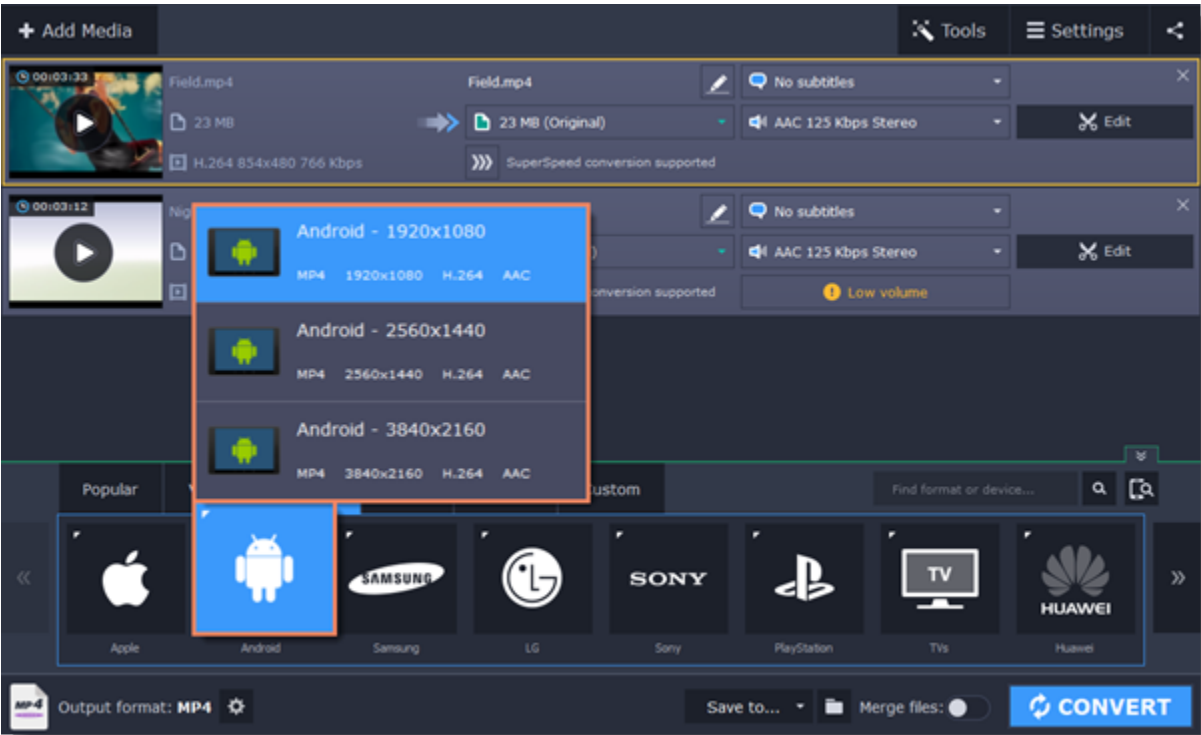 Add Media Tools Settings
00:03:33 Field.mp4 Field.mp4 No subtitles
23 MB 23 MB (Original) AAC 125 Kbps Stereo Edit
H.264 854x480 766 Kbps SuperSpeed conversion supported
00:03:12 No subtitles
AAC 125 Kbps Stereo Edit
conversion supported Low volume
Android - 1920x1080
MP4 1920x1080 H.264 AAC
Android - 2560x1440
MP4 2560x1440 H.264 AAC
Android - 3840x2160
MP4 3840x2160 H.264 AAC
Popular ustom Find format or device...
SAMSUNG SONY TV HUAWEI
Apple Android Samsung LG Sony PlayStation TVs Huawei
MP4 Output format: MP4 Save to... Merge files: CONVERT